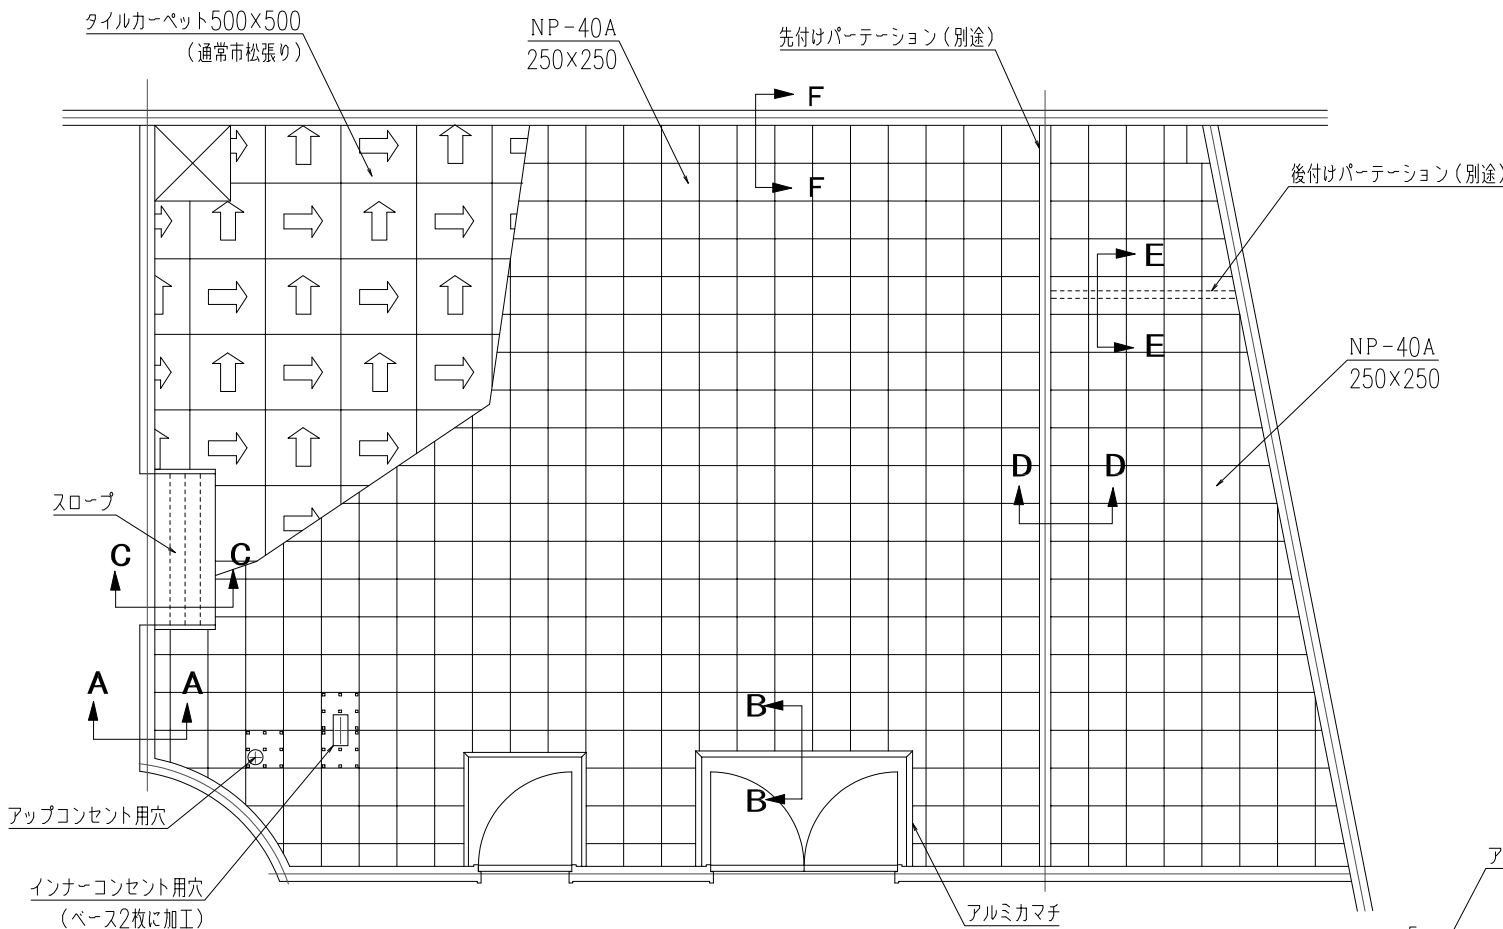 タイルカーペット500×500
(通常市松張り)
NP-40A
250×250
先付けパーテーション(別途)
F
F
後付けパーテーション(別途)
E
E
NP-40A
250×250
D
D
スロープ
C
C
A
A
B
B
アップコンセント用穴
インナーコンセント用穴
(ベース2枚に加工)
アルミカマチ
ア